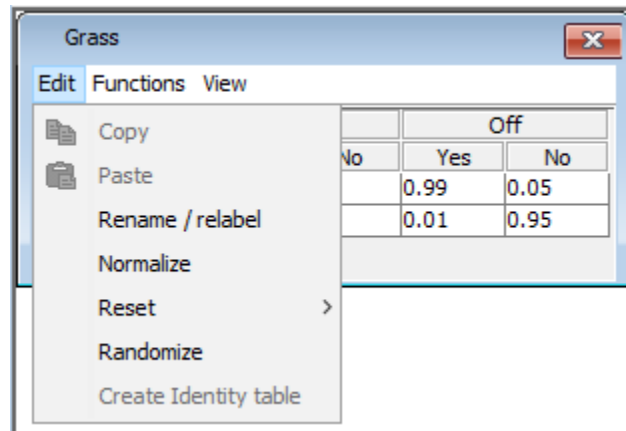 Grass
Edit Functions View
Off
No Yes No
Copy
Paste
0.99 0.05
Rename / relabel
0.01 0.95
Normalize
Reset
Randomize
Create Identity table